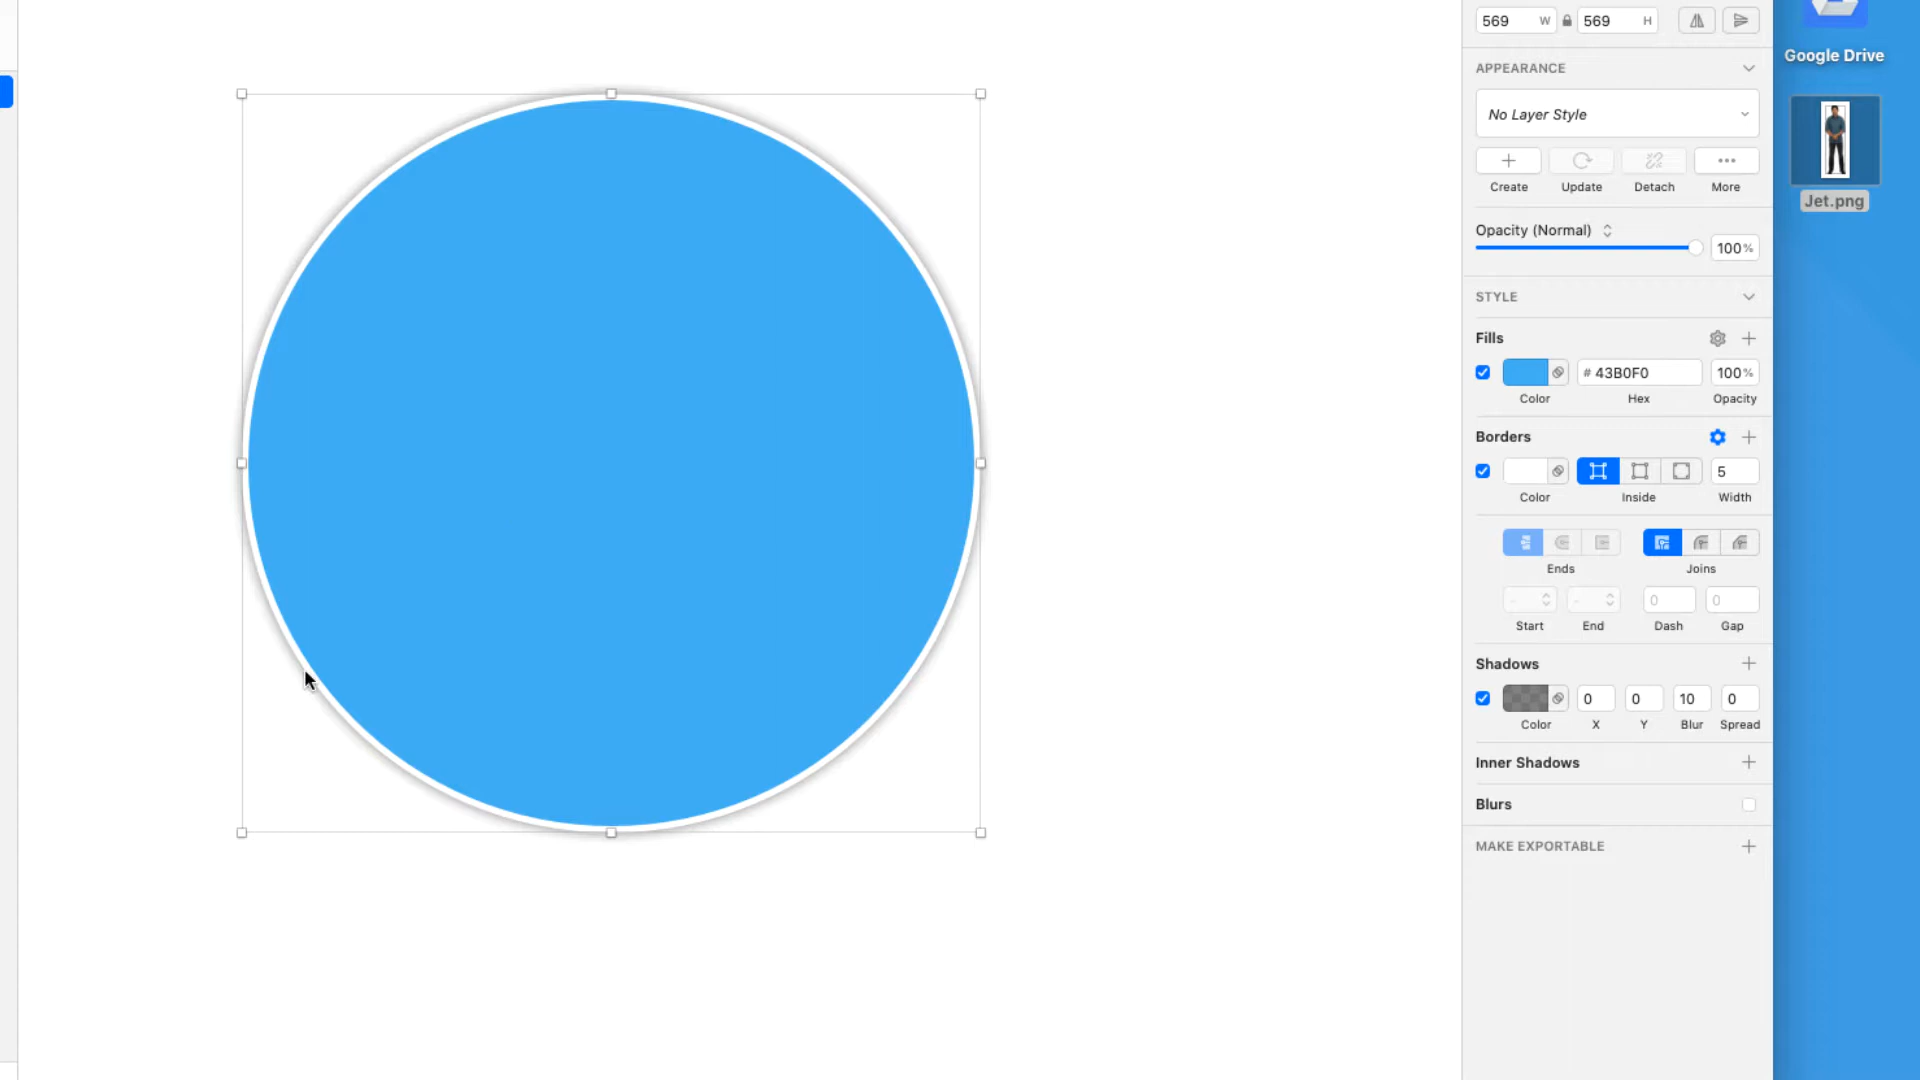 569 W 569 H
Google Drive
APPEARANCE
No Layer Style
Create Update Detach More
Jet.png
Opacity (Normal)
100%
STYLE
Fills
# 43B0F0 100%
Color Hex Opacity
Borders
5
Color Inside Width
Ends Joins
- - 0 0
Start End Dash Gap
Shadows
0 0 10 0
Color X Y Blur Spread
Inner Shadows
Blurs
MAKE EXPORTABLE